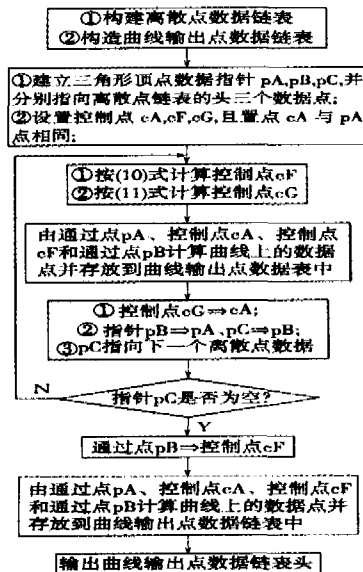 ①构建离散点数据链表
②构造曲线输出点数据链表
①建立三角形顶点数据指针 pA,pB,pC,并
分别指向离散点链表的头三个数据点;
②设置控制点 cA,cF,cG,且置点 cA 与 pA
点相同;
①按(10)式计算控制点cF
②按(11)式计算控制点cG
由通过点pA、控制点cA、控制点
cF和通过点pB计算曲线上的数据
点并存放到曲线输出点数据表中
①控制点cG⇒cA;
②指针pB⇒pA、pC⇒pB;
③pC指向下一个离散点数据
N
指针pC是否为空?
Y
通过点pB⇒控制点cF
由通过点pA、控制点cA、控制点cF
和通过点pB计算曲线上的数据点并
存放到曲线输出点数据链表中
输出曲线输出点数据链表头